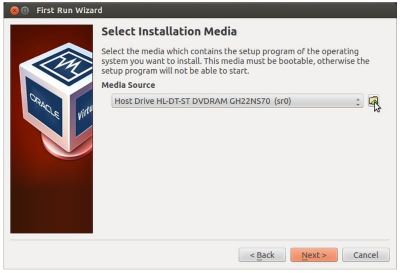 First Run Wizard
Select Installation Media
Select the media which contains the setup program of the operating
system you want to install. This media must be bootable, otherwise the
setup program will not be able to start.
Media Source
Host Drive HL-DT-ST DVDRAM GH22NS70 (sr0)
ORACLE
Virtu
< Back
Next >
Cancel